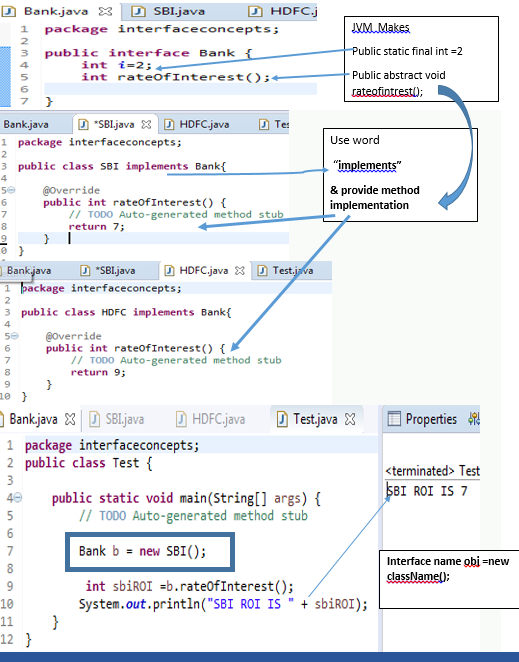 Bank.java SBI.java HDFC.j
1 package interfaceconcepts;
2
3 public interface Bank {
4 int i=2;
5 int rateOfInterest();
6
7 }
JVM Makes
Public static final int =2
Public abstract void
rateofintrest();
Bank.java *SBI.java HDFC.java Tes
1 package interfaceconcepts;
2
3 public class SBI implements Bank{
4
5 @Override
6 public int rateOfInterest() {
7 // TODO Auto-generated method stub
8 return 7;
9 }
10 }
Use word
“implements”
& provide method
implementation
Bank.java *SBI.java HDFC.java Test.java
1 package interfaceconcepts;
2
3 public class HDFC implements Bank{
4
5 @Override
6 public int rateOfInterest() {
7 // TODO Auto-generated method stub
8 return 9;
9 }
10 }
Bank.java SBI.java HDFC.java Test.java
1 package interfaceconcepts;
2 public class Test {
3
4 public static void main(String[] args) {
5 // TODO Auto-generated method stub
6
7 Bank b = new SBI();
8
9 int sbiROI =b.rateOfInterest();
10 System.out.println("SBI ROI IS " + sbiROI);
11 }
12 }
Properties
<terminated> Test
SBI ROI IS 7
Interface name obj =new
className();